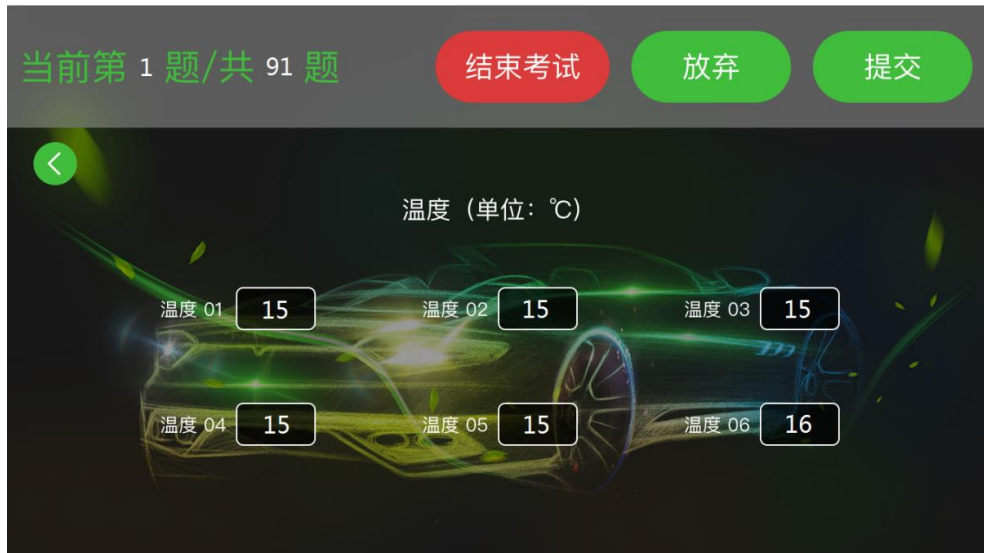 当前第 1 题/共 91 题 结束考试 放弃 提交
温度（单位：℃）
温度 01 15 温度 02 15 温度 03 15
温度 04 15 温度 05 15 温度 06 16